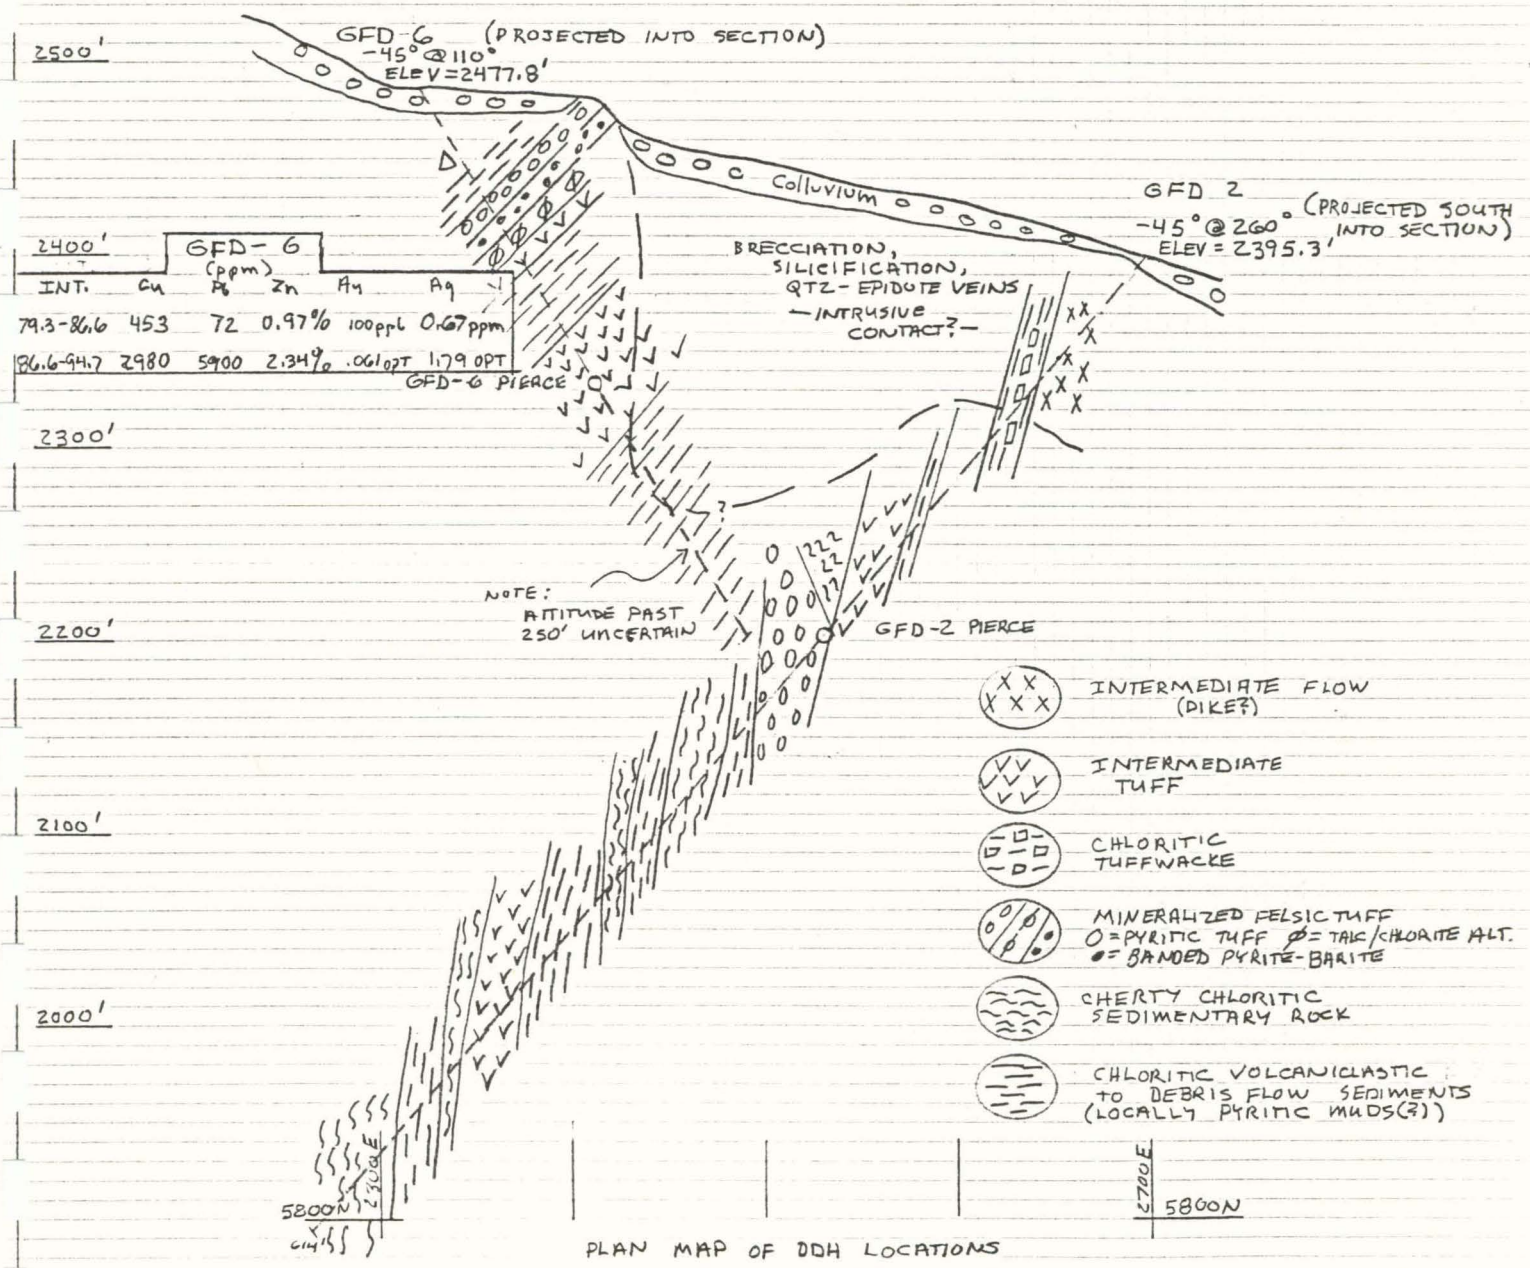 GFD-6 (PROJECTED INTO SECTION)
-45° @ 110°
ELEV = 2477.8'
2500'
Colluvium
GFD 2
-45° @ 260° (PROJECTED SOUTH
INTO SECTION)
ELEV = 2395.3'
2400'
GFD-6
(ppm)
INT. Cu Pb Zn Au Ag
79.3-86.6 453 72 0.97% 100ppb 0.67ppm
86.6-94.7 2980 5900 2.34% .061OPT 1.79 OPT
GFD-6 PIERCE
BRECCIATION,
SILICIFICATION,
QTZ-EPIDOTE VEINS
-INTRUSIVE
CONTACT?-
2300'
?
NOTE:
ATTITUDE PAST
250' UNCERTAIN
2200'
GFD-2 PIERCE
INTERMEDIATE FLOW
(DIKE?)
INTERMEDIATE
TUFF
2100'
CHLORITIC
TUFFWACKE
MINERALIZED FELSIC TUFF
O=PYRITIC TUFF Ø=TALC/CHLORITE ALT.
●=BANDED PYRITE-BARITE
2000'
CHERTY CHLORITIC
SEDIMENTARY ROCK
CHLORITIC VOLCANICLASTIC
TO DEBRIS FLOW SEDIMENTS
(LOCALLY PYRITIC MUDS(?))
2300E
5800N
614'
2700E
5800N
PLAN MAP OF DDH LOCATIONS